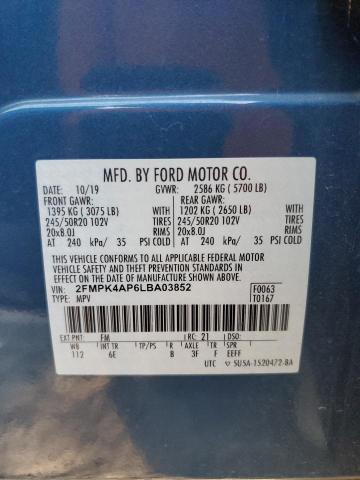 MFD. BY FORD MOTOR CO.
DATE: 10/19 GVWR: 2586 KG ( 5700 LB)
FRONT GAWR: REAR GAWR:
1395 KG ( 3075 LB) WITH 1202 KG ( 2650 LB) WITH
245/50R20 102V TIRES 245/50R20 102V TIRES
20x8.0J RIMS 20x8.0J RIMS
AT 240 kPa/ 35 PSI COLD AT 240 kPa/ 35 PSI COLD
THIS VEHICLE CONFORMS TO ALL APPLICABLE FEDERAL MOTOR
VEHICLE SAFETY AND THEFT PREVENTION STANDARDS IN EFFECT ON
THE DATE OF MANUFACTURE SHOWN ABOVE.
VIN: 2FMPK4AP6LBA03852 F0063
TYPE: MPV T0167
EXT PNT: FM RC: 21 DSO:
WB INT TR TP/PS R AXLE TR SPR
112 6E B 3F F EEFF
UTC SU5A-1520472-BA